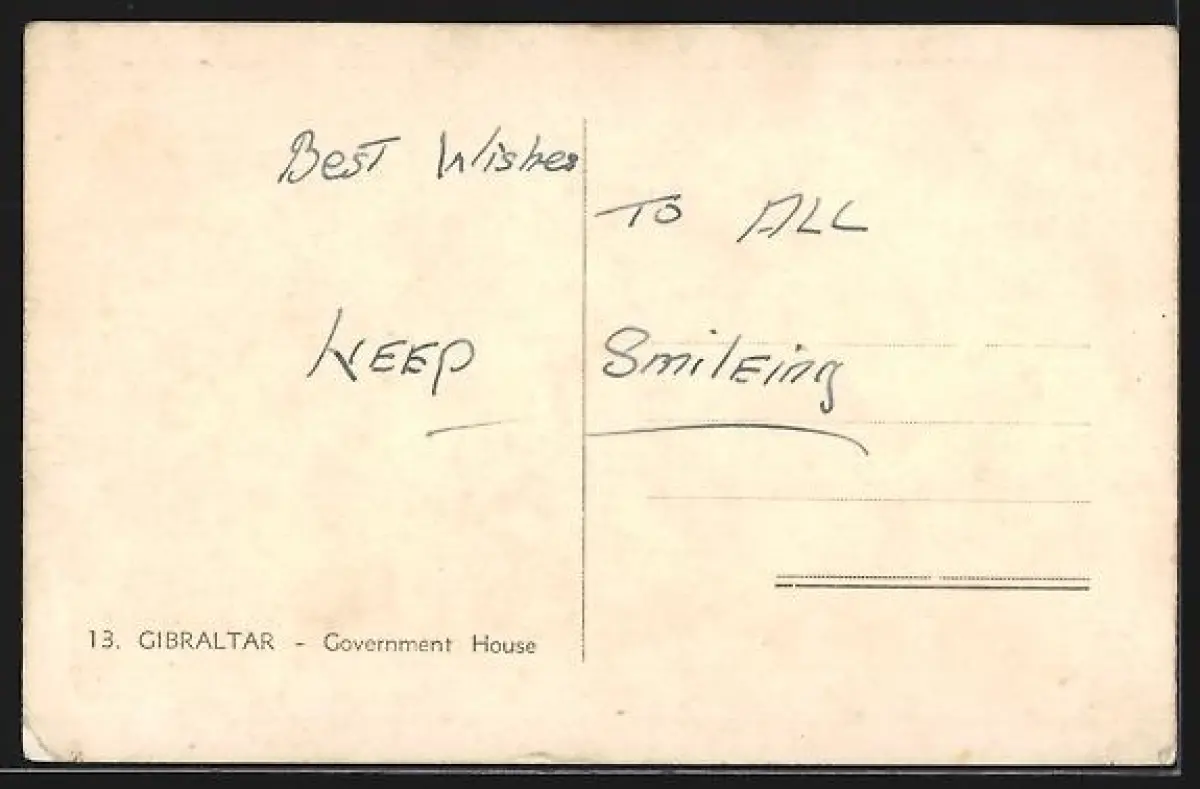 Best Wishes
TO ALL
KEEP Smileing
13. GIBRALTAR - Government House